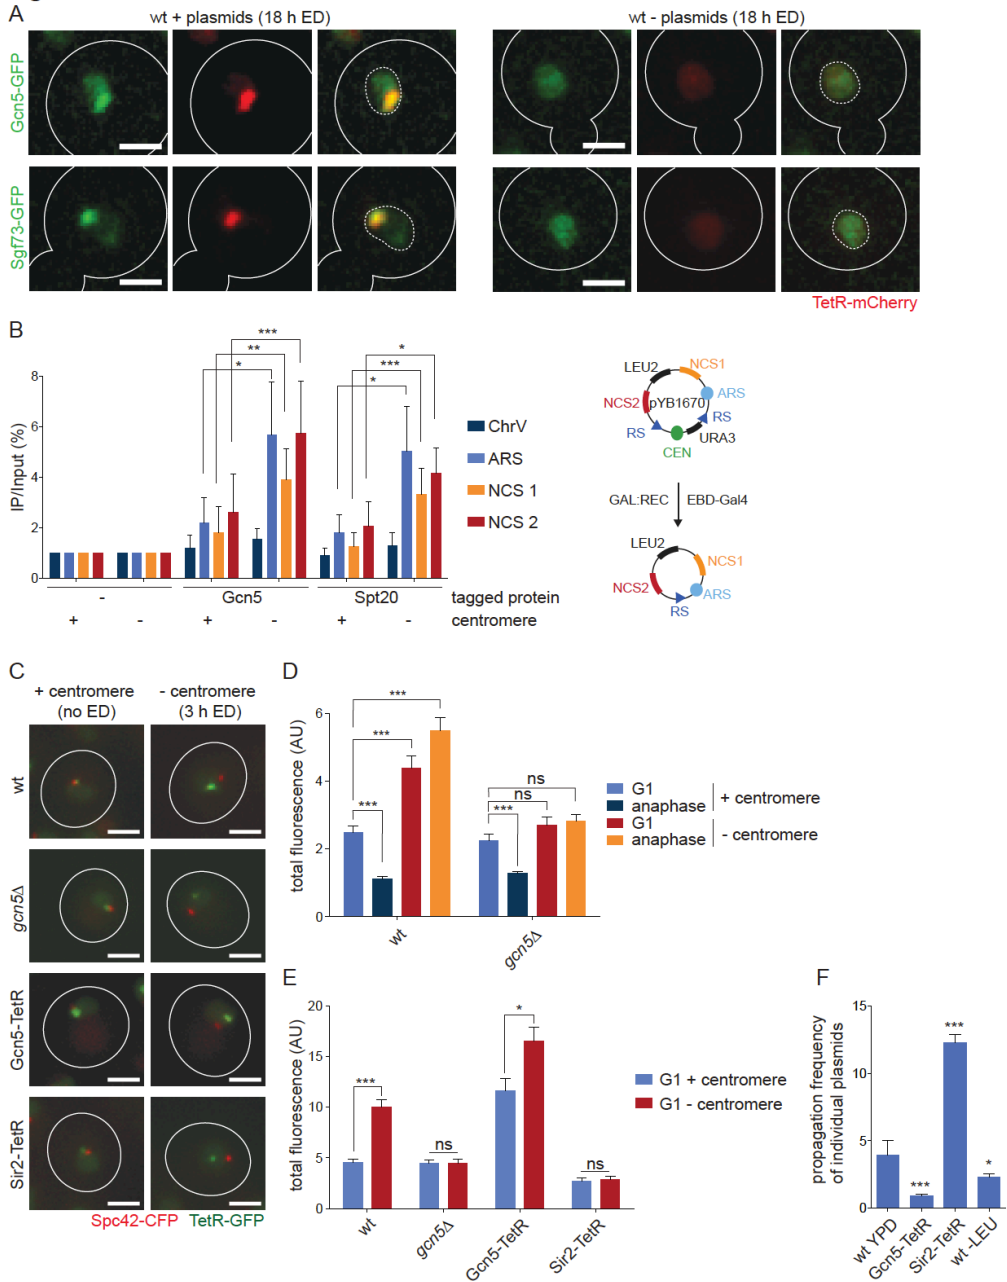 A
wt + plasmids (18 h ED)
wt - plasmids (18 h ED)
Gcn5-GFP
Sgf73-GFP
TetR-mCherry
B
IP/Input (%)
8
6
4
2
0
***
**
*
*
***
*
ChrV
ARS
NCS 1
NCS 2
- Gcn5 Spt20 tagged protein
+ - + - + - centromere
LEU2
NCS1
NCS2
pYB1670
ARS
RS
RS
URA3
CEN
GAL:REC
EBD-Gal4
LEU2
NCS1
NCS2
ARS
RS
C
+ centromere
(no ED)
- centromere
(3 h ED)
wt
gcn5Δ
Gcn5-TetR
Sir2-TetR
Spc42-CFP TetR-GFP
D
total fluorescence (AU)
6
4
2
0
***
***
***
ns
ns
***
wt
gcn5Δ
G1
anaphase
+ centromere
G1
anaphase
- centromere
E
total fluorescence (AU)
20
15
10
5
0
***
ns
*
ns
wt
gcn5Δ
Gcn5-TetR
Sir2-TetR
G1 + centromere
G1 - centromere
F
propagation frequency
of individual plasmids
15
10
5
0
***
***
*
wt YPD
Gcn5-TetR
Sir2-TetR
wt -LEU